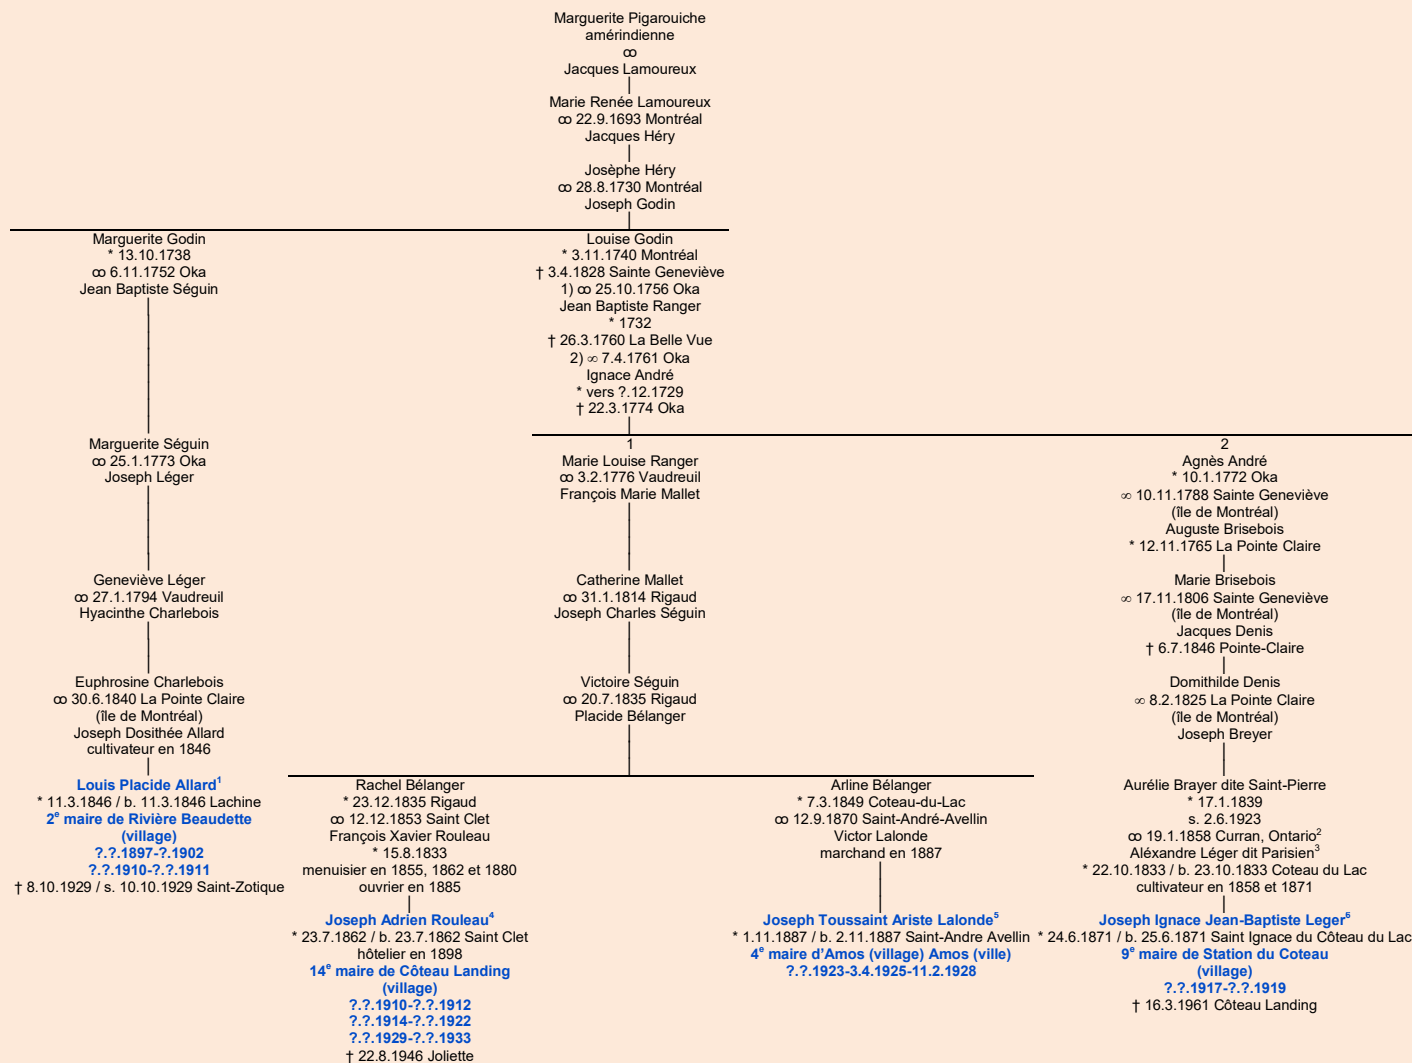 Marguerite Pigarouiche
amérindienne
ꝏ
Jacques Lamoureux
Marie Renée Lamoureux
ꝏ 22.9.1693 Montréal
Jacques Héry
Josèphe Héry
ꝏ 28.8.1730 Montréal
Joseph Godin
Marguerite Godin
* 13.10.1738
ꝏ 6.11.1752 Oka
Jean Baptiste Séguin
Louise Godin
* 3.11.1740 Montréal
† 3.4.1828 Sainte Geneviève
1) ꝏ 25.10.1756 Oka
Jean Baptiste Ranger
* 1732
† 26.3.1760 La Belle Vue
2) ∞ 7.4.1761 Oka
Ignace André
* vers ?.12.1729
† 22.3.1774 Oka
Marguerite Séguin
ꝏ 25.1.1773 Oka
Joseph Léger
1
Marie Louise Ranger
ꝏ 3.2.1776 Vaudreuil
François Marie Mallet
2
Agnès André
* 10.1.1772 Oka
∞ 10.11.1788 Sainte Geneviève
(île de Montréal)
Auguste Brisebois
* 12.11.1765 La Pointe Claire
Geneviève Léger
ꝏ 27.1.1794 Vaudreuil
Hyacinthe Charlebois
Catherine Mallet
ꝏ 31.1.1814 Rigaud
Joseph Charles Séguin
Marie Brisebois
∞ 17.11.1806 Sainte Geneviève
(île de Montréal)
Jacques Denis
† 6.7.1846 Pointe-Claire
Euphrosine Charlebois
ꝏ 30.6.1840 La Pointe Claire
(île de Montréal)
Joseph Dosithée Allard
cultivateur en 1846
Victoire Séguin
ꝏ 20.7.1835 Rigaud
Placide Bélanger
Domithilde Denis
∞ 8.2.1825 La Pointe Claire
(île de Montréal)
Joseph Breyer
Louis Placide Allard¹
* 11.3.1846 / b. 11.3.1846 Lachine
2e maire de Rivière Beaudette
(village)
?.?.1897-?.1902
?.?.1910-?.?.1911
† 8.10.1929 / s. 10.10.1929 Saint-Zotique
Rachel Bélanger
* 23.12.1835 Rigaud
ꝏ 12.12.1853 Saint Clet
François Xavier Rouleau
* 15.8.1833
menuisier en 1855, 1862 et 1880
ouvrier en 1885
Arline Bélanger
* 7.3.1849 Coteau-du-Lac
ꝏ 12.9.1870 Saint-André-Avellin
Victor Lalonde
marchand en 1887
Aurélie Brayer dite Saint-Pierre
* 17.1.1839
s. 2.6.1923
ꝏ 19.1.1858 Curran, Ontario²
Aléxandre Léger dit Parisien³
* 22.10.1833 / b. 23.10.1833 Coteau du Lac
cultivateur en 1858 et 1871
Joseph Adrien Rouleau⁴
* 23.7.1862 / b. 23.7.1862 Saint Clet
hôtelier en 1898
14e maire de Côteau Landing
(village)
?.?.1910-?.?.1912
?.?.1914-?.?.1922
?.?.1929-?.?.1933
† 22.8.1946 Joliette
Joseph Toussaint Ariste Lalonde⁵
* 1.11.1887 / b. 2.11.1887 Saint-Andre Avellin
4e maire d'Amos (village) Amos (ville)
?.?.1923-3.4.1925-11.2.1928
Joseph Ignace Jean-Baptiste Leger⁶
* 24.6.1871 / b. 25.6.1871 Saint Ignace du Côteau du Lac
9e maire de Station du Coteau
(village)
?.?.1917-?.?.1919
† 16.3.1961 Côteau Landing